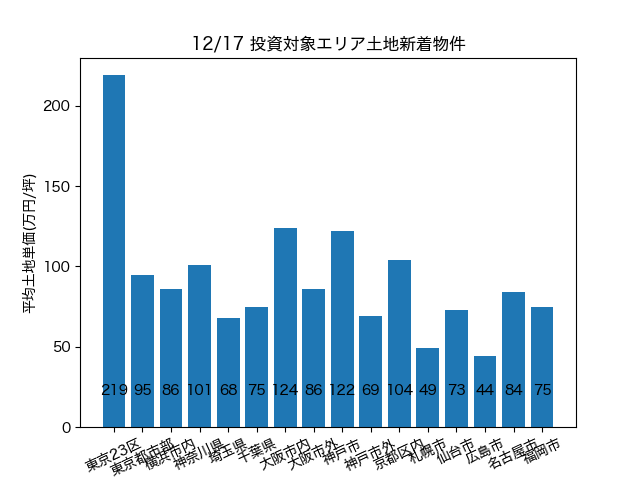 12/17 投資対象エリア土地新着物件
平均土地単価(万円/坪)
200
150
100
50
0
219 95 86 101 68 75 124 86 122 69 104 49 73 44 84 75
東京23区
東京都市部
横浜市内
神奈川県
埼玉県
千葉県
大阪市内
大阪市外
神戸市
神戸市外
京都区内
札幌市
仙台市
広島市
名古屋市
福岡市